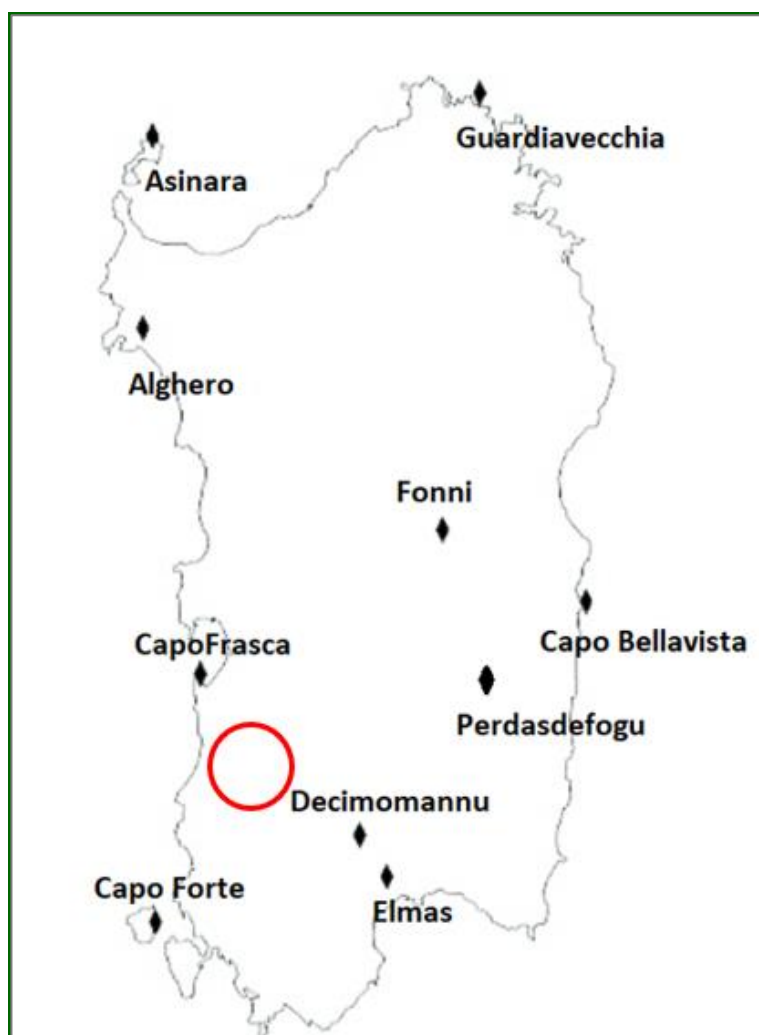 Guardiavecchia
Asinara
Alghero
Fonni
CapoFrasca
Capo Bellavista
Perdasdefogu
Decimomannu
Capo Forte
Elmas